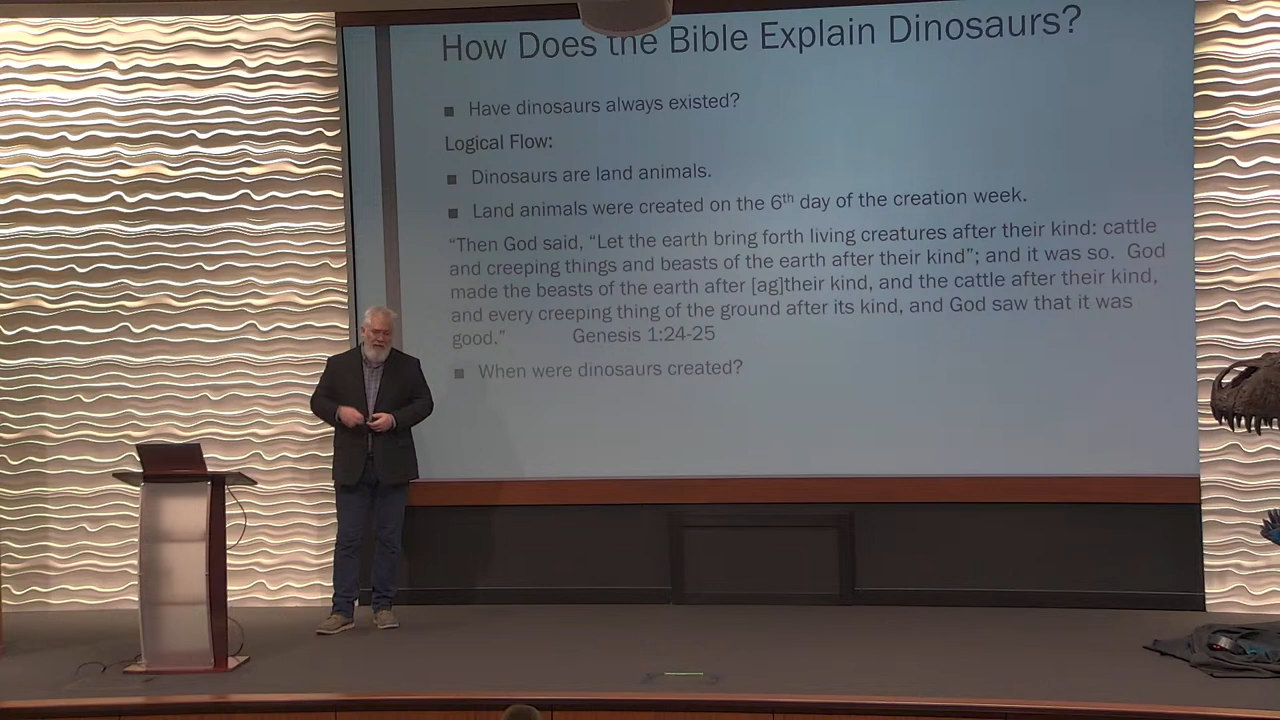 How Does the Bible Explain Dinosaurs?
Have dinosaurs always existed?
Logical Flow:
Dinosaurs are land animals.
Land animals were created on the 6th day of the creation week.
“Then God said, “Let the earth bring forth living creatures after their kind: cattle
and creeping things and beasts of the earth after their kind”; and it was so. God
made the beasts of the earth after [ag]their kind, and the cattle after their kind,
and every creeping thing of the ground after its kind, and God saw that it was
good.” Genesis 1:24-25
When were dinosaurs created?